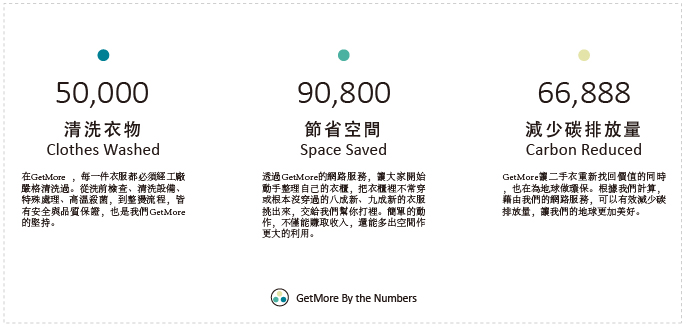 50,000
清洗衣物
Clothes Washed
在GetMore ，每一件衣服都必須經工廠
嚴格清洗過。從洗前檢查、清洗設備、
特殊處理、高溫殺菌，到整燙流程，皆
有安全與品質保證，也是我們GetMore
的堅持。
90,800
節省空間
Space Saved
透過GetMore的網路服務，讓大家開始
動手整理自己的衣櫃，把衣櫃裡不常穿
或根本沒穿過的八成新、九成新的衣服
挑出來，交給我們幫你打裡。簡單的動
作，不僅能賺取收入，還能多出空間作
更大的利用。
66,888
減少碳排放量
Carbon Reduced
GetMore讓二手衣重新找回價值的同時
，也在為地球做環保。根據我們計算，
藉由我們的網路服務，可以有效減少碳
排放量，讓我們的地球更加美好。
GetMore By the Numbers